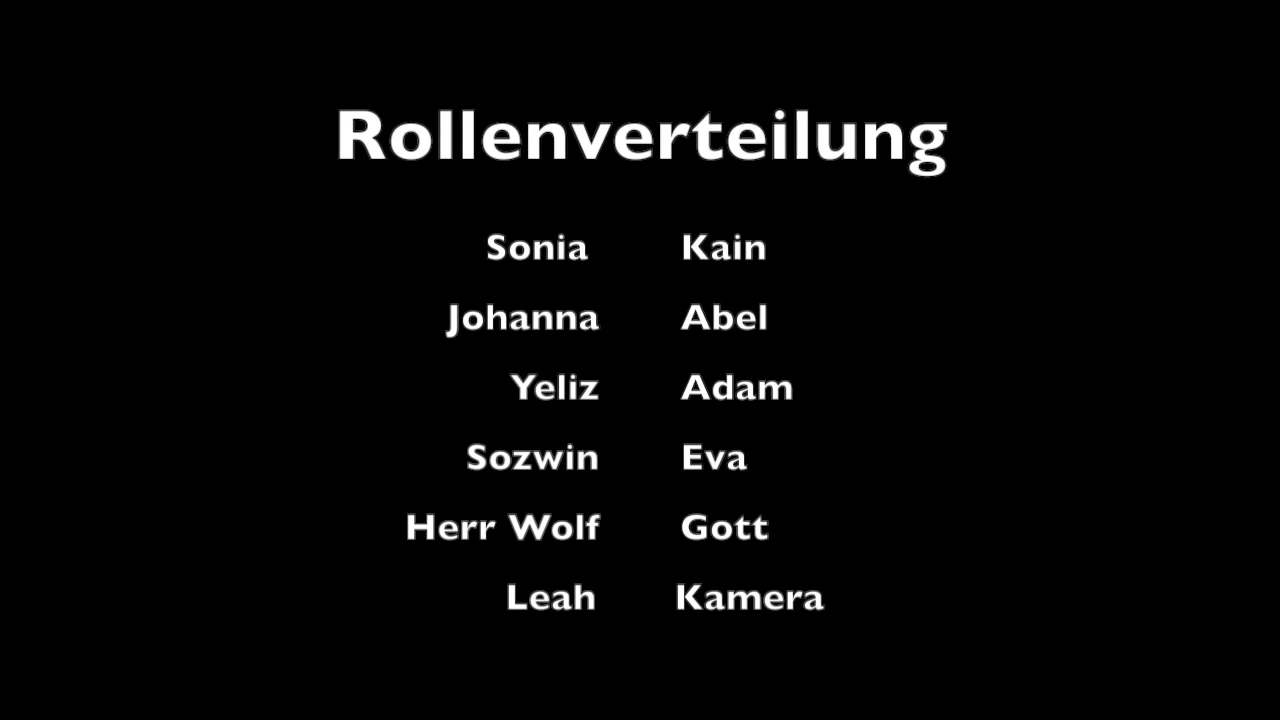 Rollenverteilung
Sonia Kain
Johanna Abel
Yeliz Adam
Sozwin Eva
Herr Wolf Gott
Leah Kamera